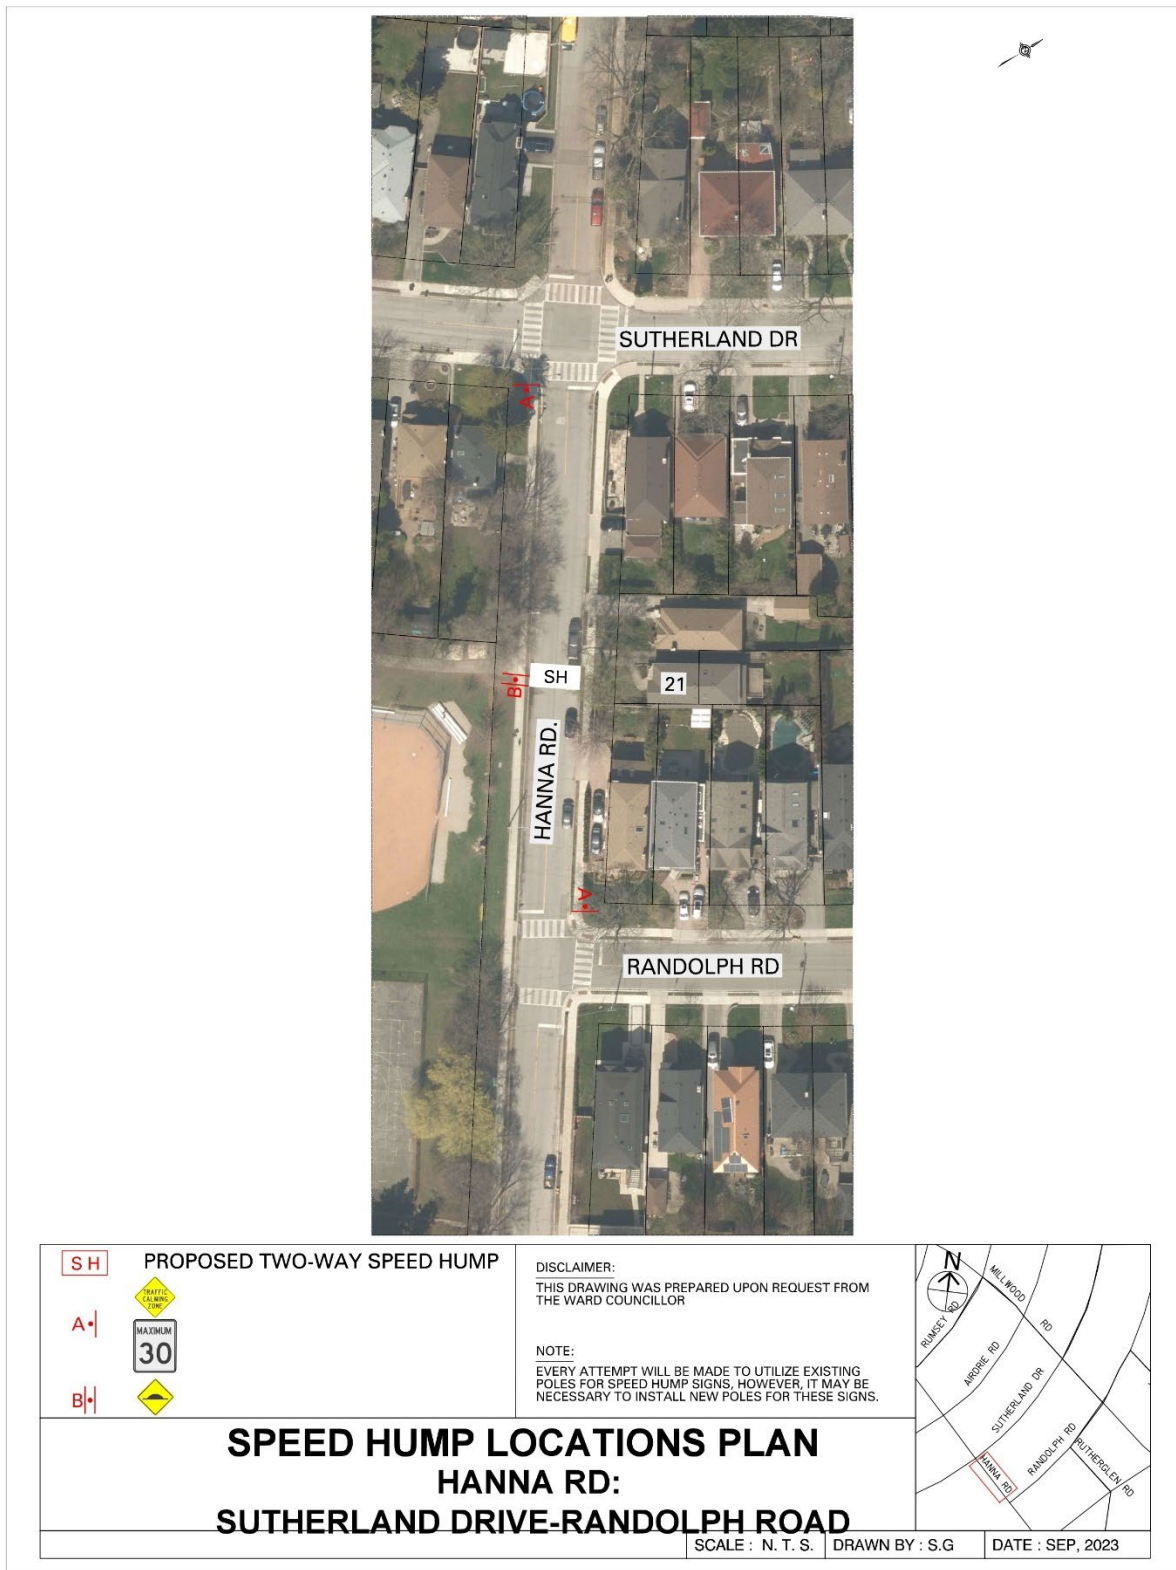 SUTHERLAND DR
A
B
SH
21
HANNA RD.
A
RANDOLPH RD
SH
PROPOSED TWO-WAY SPEED HUMP
TRAFFIC
CALMING
ZONE
A
MAXIMUM
30
B
DISCLAIMER:
THIS DRAWING WAS PREPARED UPON REQUEST FROM
THE WARD COUNCILLOR
NOTE:
EVERY ATTEMPT WILL BE MADE TO UTILIZE EXISTING
POLES FOR SPEED HUMP SIGNS, HOWEVER, IT MAY BE
NECESSARY TO INSTALL NEW POLES FOR THESE SIGNS.
N
MILLWOOD RD
RUMSEY RD
AIRDRIE RD
SUTHERLAND DR
RANDOLPH RD
RUTHERGLEN RD
HANNA RD
SPEED HUMP LOCATIONS PLAN
HANNA RD:
SUTHERLAND DRIVE-RANDOLPH ROAD
SCALE : N. T. S.
DRAWN BY : S.G
DATE : SEP, 2023